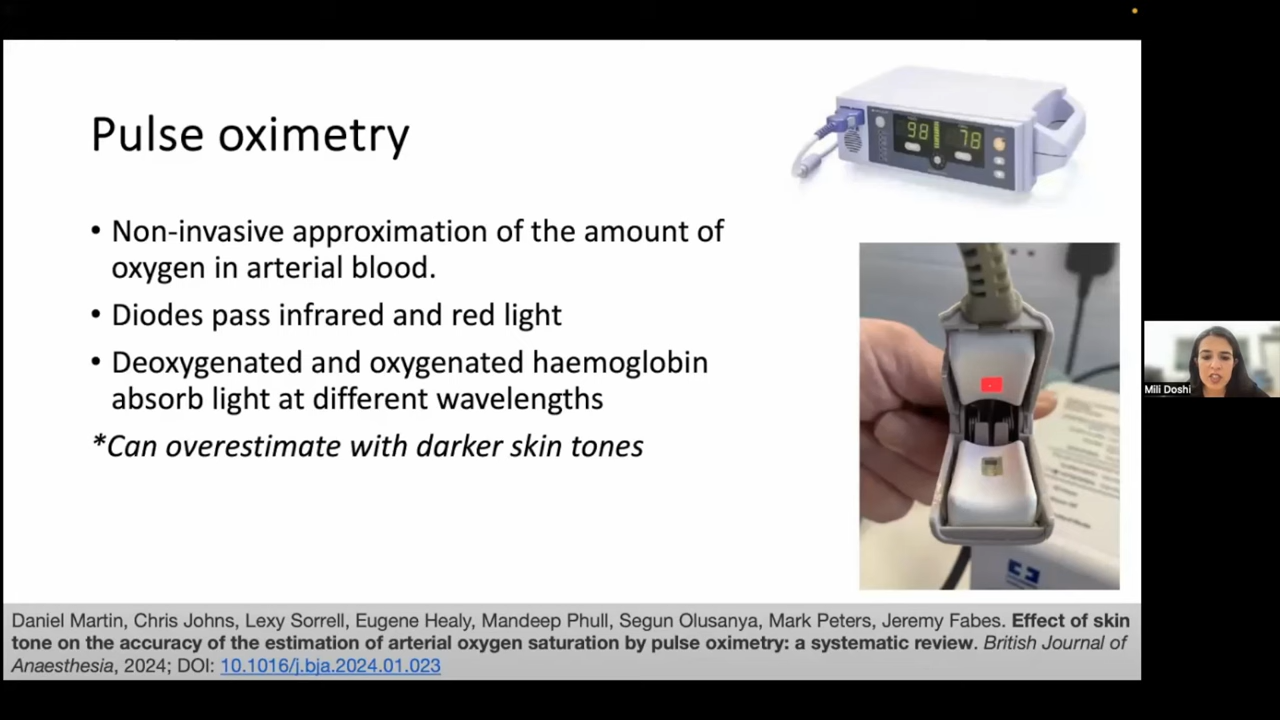 Pulse oximetry
98 78
• Non-invasive approximation of the amount of
oxygen in arterial blood.
• Diodes pass infrared and red light
• Deoxygenated and oxygenated haemoglobin
absorb light at different wavelengths
*Can overestimate with darker skin tones
Mili Doshi
Daniel Martin, Chris Johns, Lexy Sorrell, Eugene Healy, Mandeep Phull, Segun Olusanya, Mark Peters, Jeremy Fabes. Effect of skin
tone on the accuracy of the estimation of arterial oxygen saturation by pulse oximetry: a systematic review. British Journal of
Anaesthesia, 2024; DOI: 10.1016/j.bja.2024.01.023